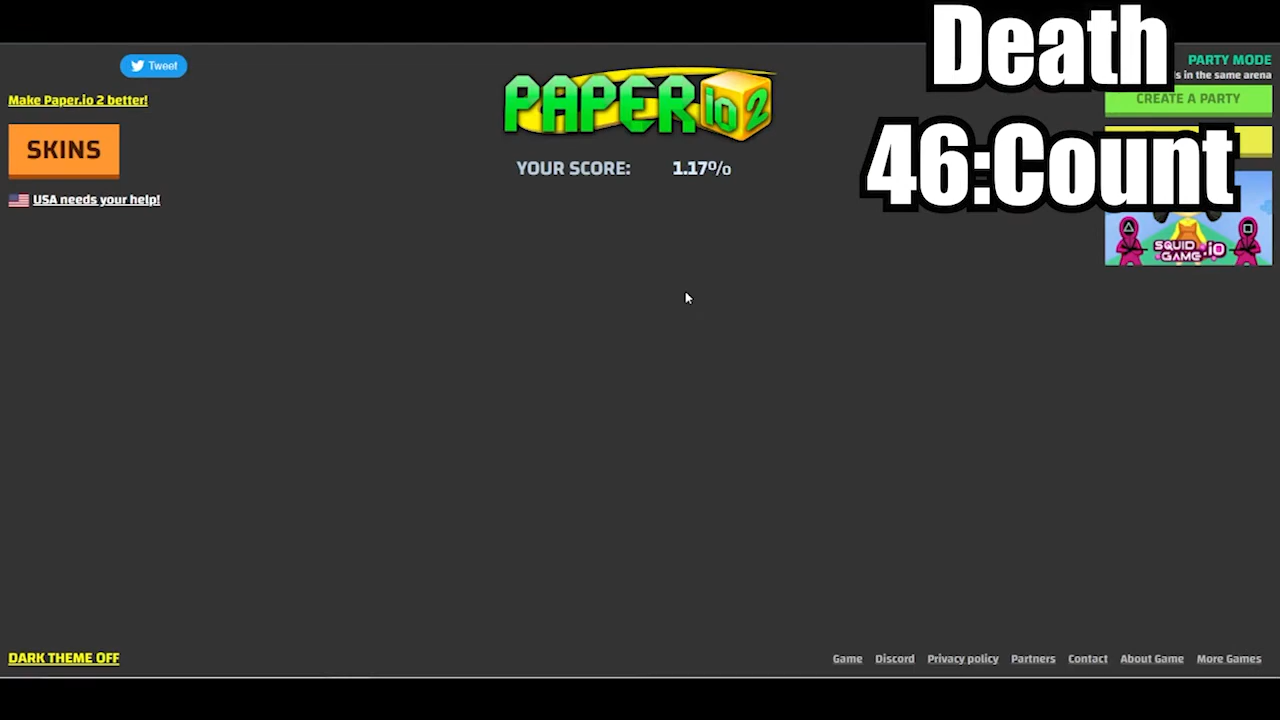 Death
46:Count
Tweet
Make Paper.io 2 better!
SKINS
USA needs your help!
PAPER.io 2
YOUR SCORE: 1.17%
PARTY MODE
in the same arena
CREATE A PARTY
SQUID
GAME.io
DARK THEME OFF
Game Discord Privacy policy Partners Contact About Game More Games